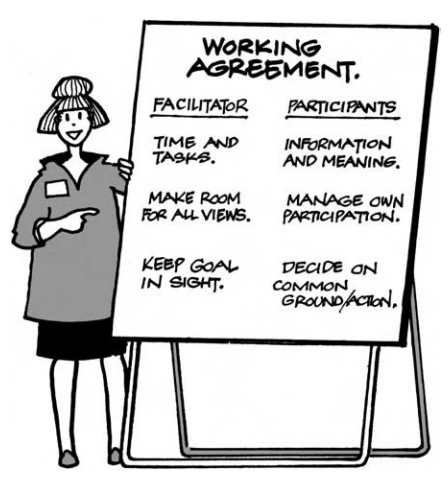 WORKING
AGREEMENT.
FACILITATOR
TIME AND
TASKS.
MAKE ROOM
FOR ALL VIEWS.
KEEP GOAL
IN SIGHT.
PARTICIPANTS
INFORMATION
AND MEANING.
MANAGE OWN
PARTICIPATION.
DECIDE ON
COMMON
GROUND/ACTION.